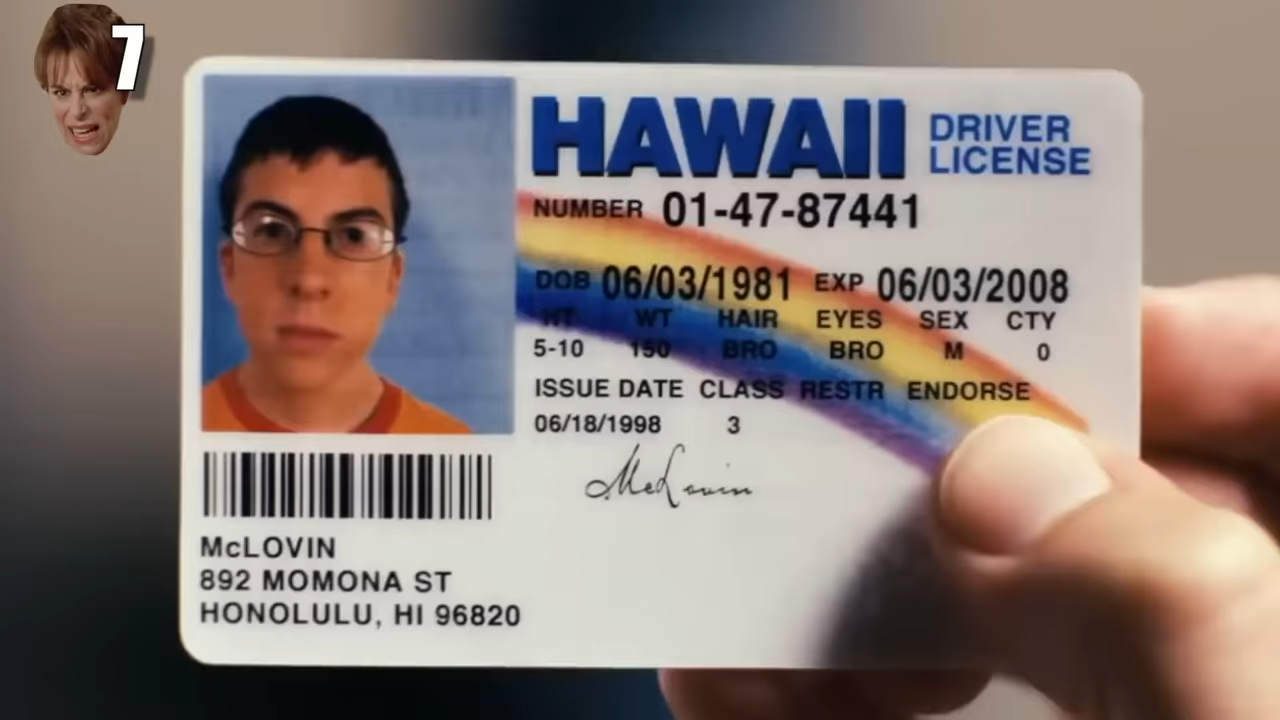 7
HAWAII DRIVER LICENSE
NUMBER 01-47-87441
DOB 06/03/1981 EXP 06/03/2008
HT WT HAIR EYES SEX CTY
5-10 150 BRO BRO M 0
ISSUE DATE CLASS RESTR ENDORSE
06/18/1998 3
McLovin
McLOVIN
892 MOMONA ST
HONOLULU, HI 96820